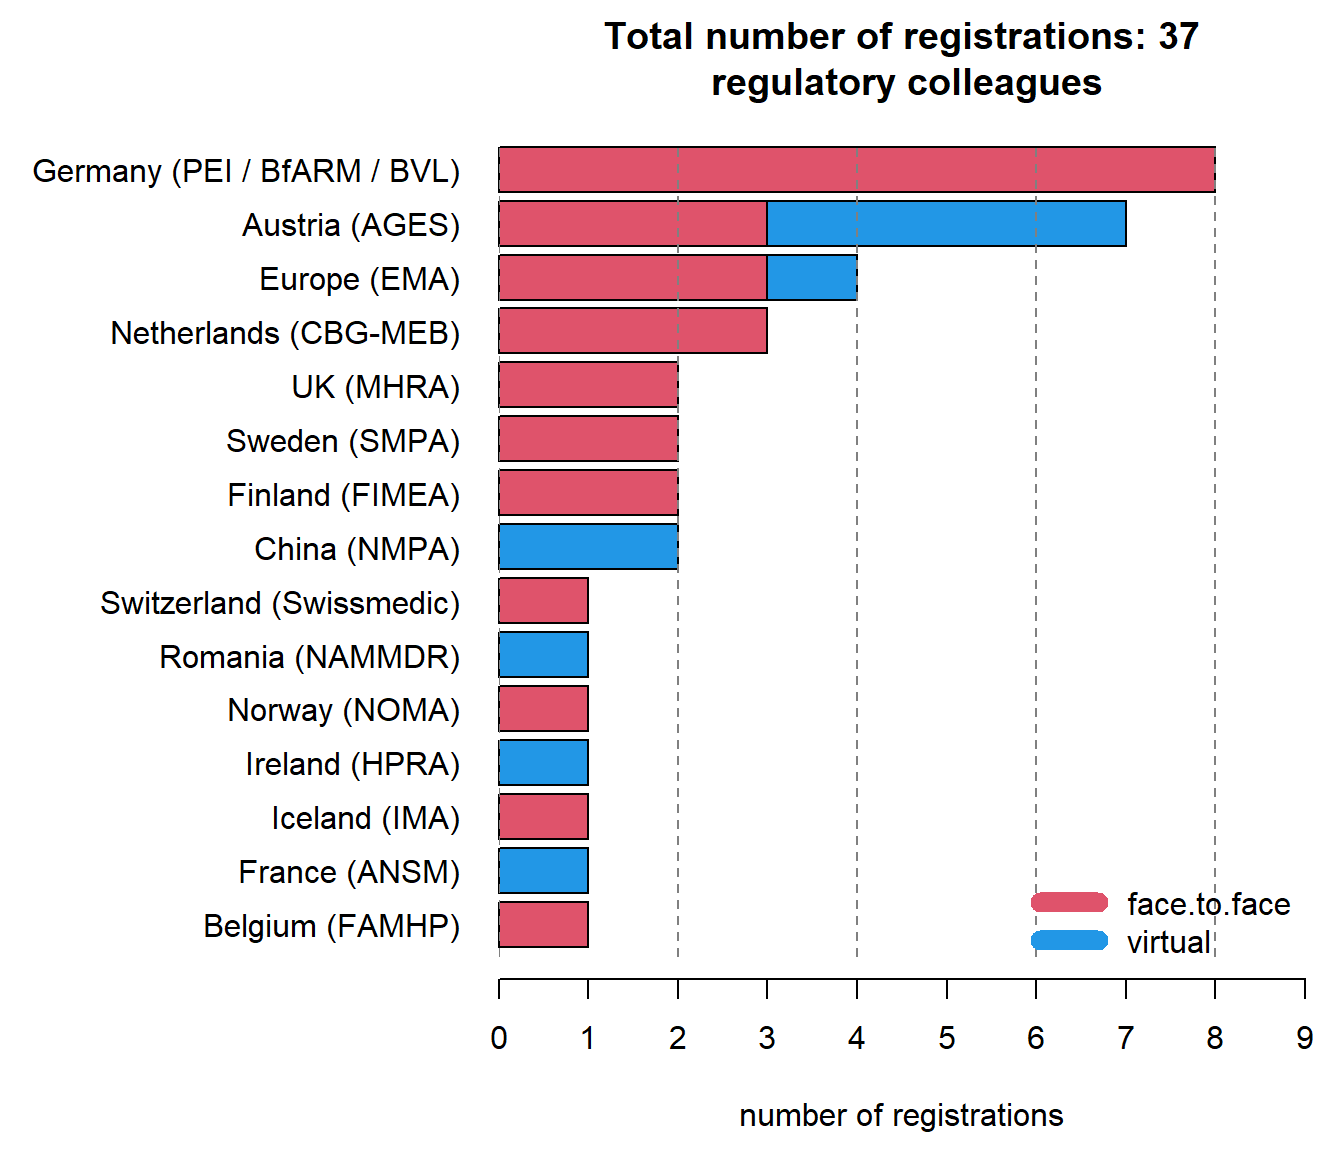 Total number of registrations: 37
regulatory colleagues
Germany (PEI / BfARM / BVL)
Austria (AGES)
Europe (EMA)
Netherlands (CBG-MEB)
UK (MHRA)
Sweden (SMPA)
Finland (FIMEA)
China (NMPA)
Switzerland (Swissmedic)
Romania (NAMMDR)
Norway (NOMA)
Ireland (HPRA)
Iceland (IMA)
France (ANSM)
Belgium (FAMHP)
face.to.face
virtual
0 1 2 3 4 5 6 7 8 9
number of registrations